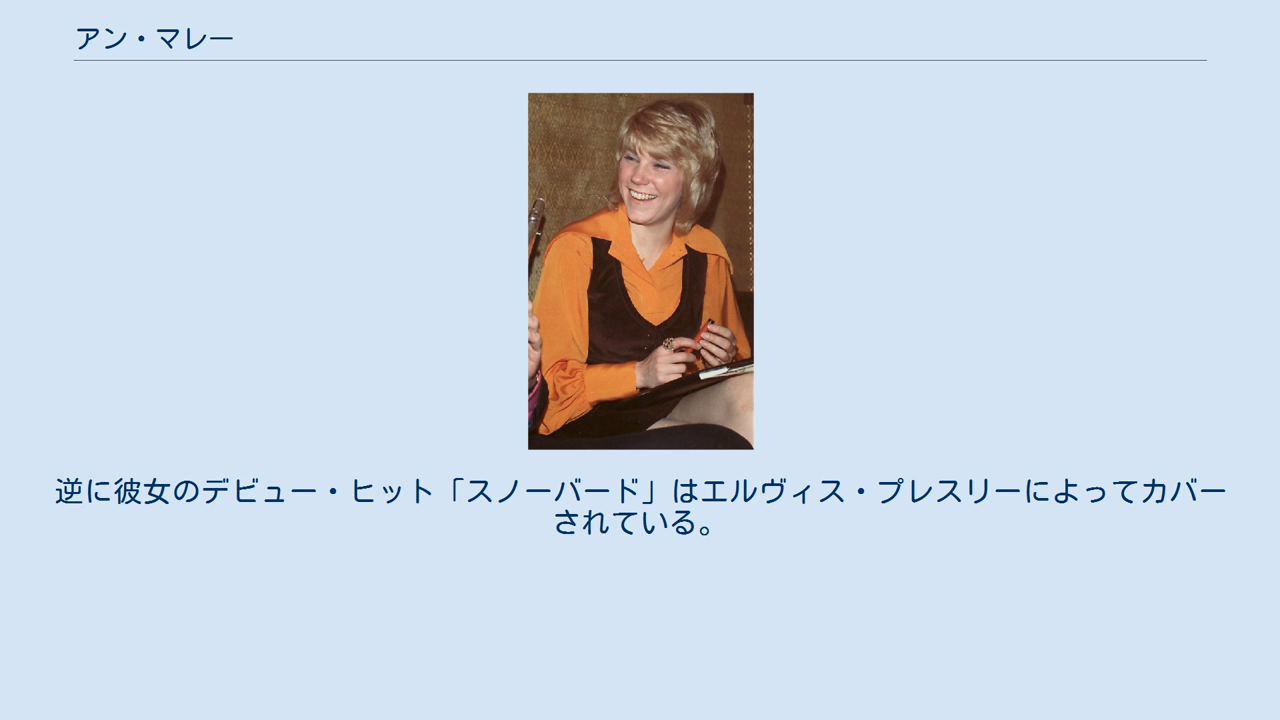 アン・マレー
逆に彼女のデビュー・ヒット「スノーバード」はエルヴィス・プレスリーによってカバー
されている。